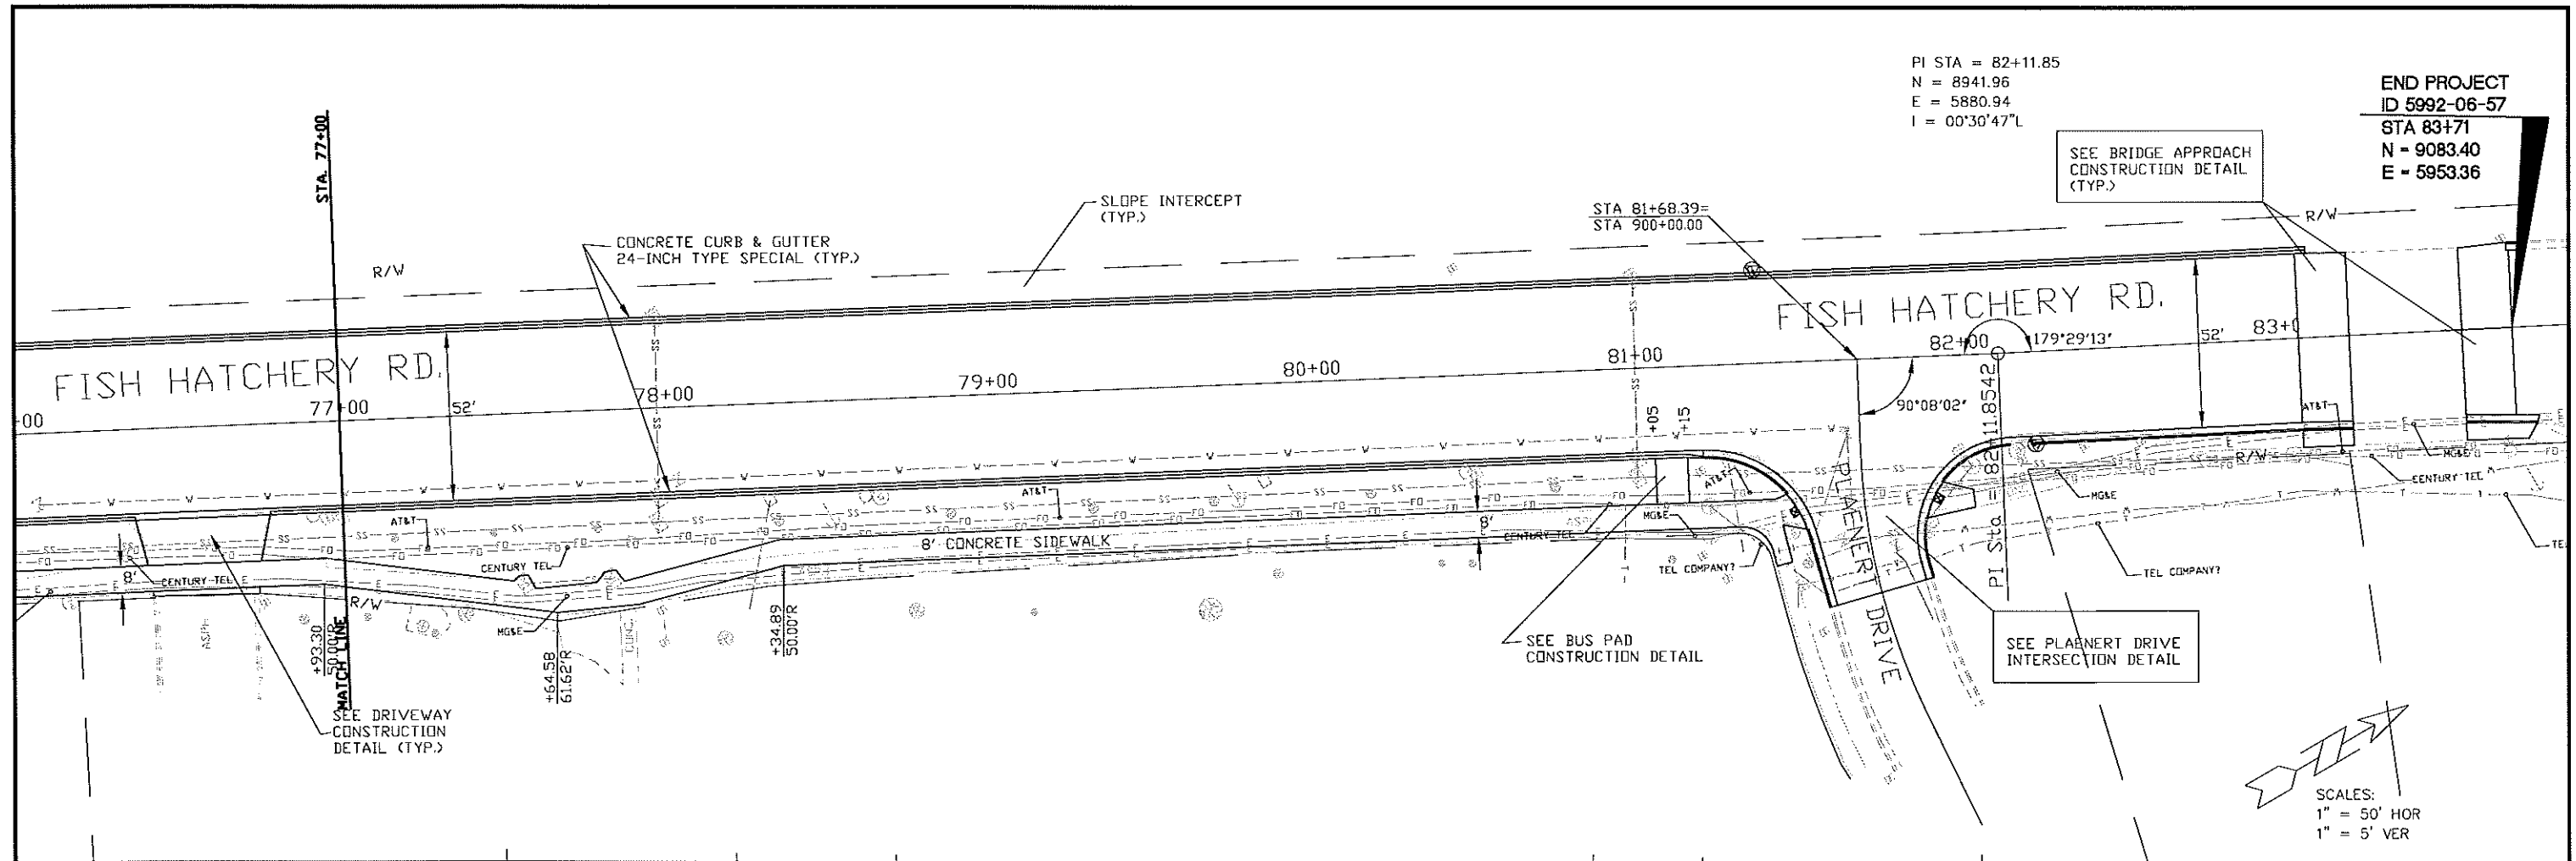 PI STA = 82+11.85
N = 8941.96
E = 5880.94
I = 00°30'47"L
END PROJECT
ID 5992-06-57
STA 83+71
N = 9083.40
E = 5953.36
SEE BRIDGE APPROACH
CONSTRUCTION DETAIL
(TYP.)
STA. 77+00
SLOPE INTERCEPT
(TYP.)
STA 81+68.39=
STA 900+00.00
R/W
CONCRETE CURB & GUTTER
24-INCH TYPE SPECIAL (TYP.)
R/W
FISH HATCHERY RD.
FISH HATCHERY RD.
+00
77+00
52'
78+00
79+00
80+00
81+00
82+00
179°29'13"
52'
83+0
90°08'02"
+05
+15
PI Sta = 82+11.8542
AT&T
AT&T
AT&T
AT&T
MG&E
CENTURY TEL
R/W
MG&E
8'
CENTURY TEL
CENTURY TEL
8' CONCRETE SIDEWALK
8'
CENTURY TEL
MG&E
TEL COMPANY?
TEL COMPANY?
TE
R/W
ASPH
MG&E
CONC.
+93.30
50.00'R
MATCH LINE
+64.58
61.62'R
+34.89
50.00'R
PLAENERT DRIVE
SEE BUS PAD
CONSTRUCTION DETAIL
SEE PLAENERT DRIVE
INTERSECTION DETAIL
SEE DRIVEWAY
CONSTRUCTION
DETAIL (TYP.)
SCALES:
1" = 50' HOR
1" = 5' VER